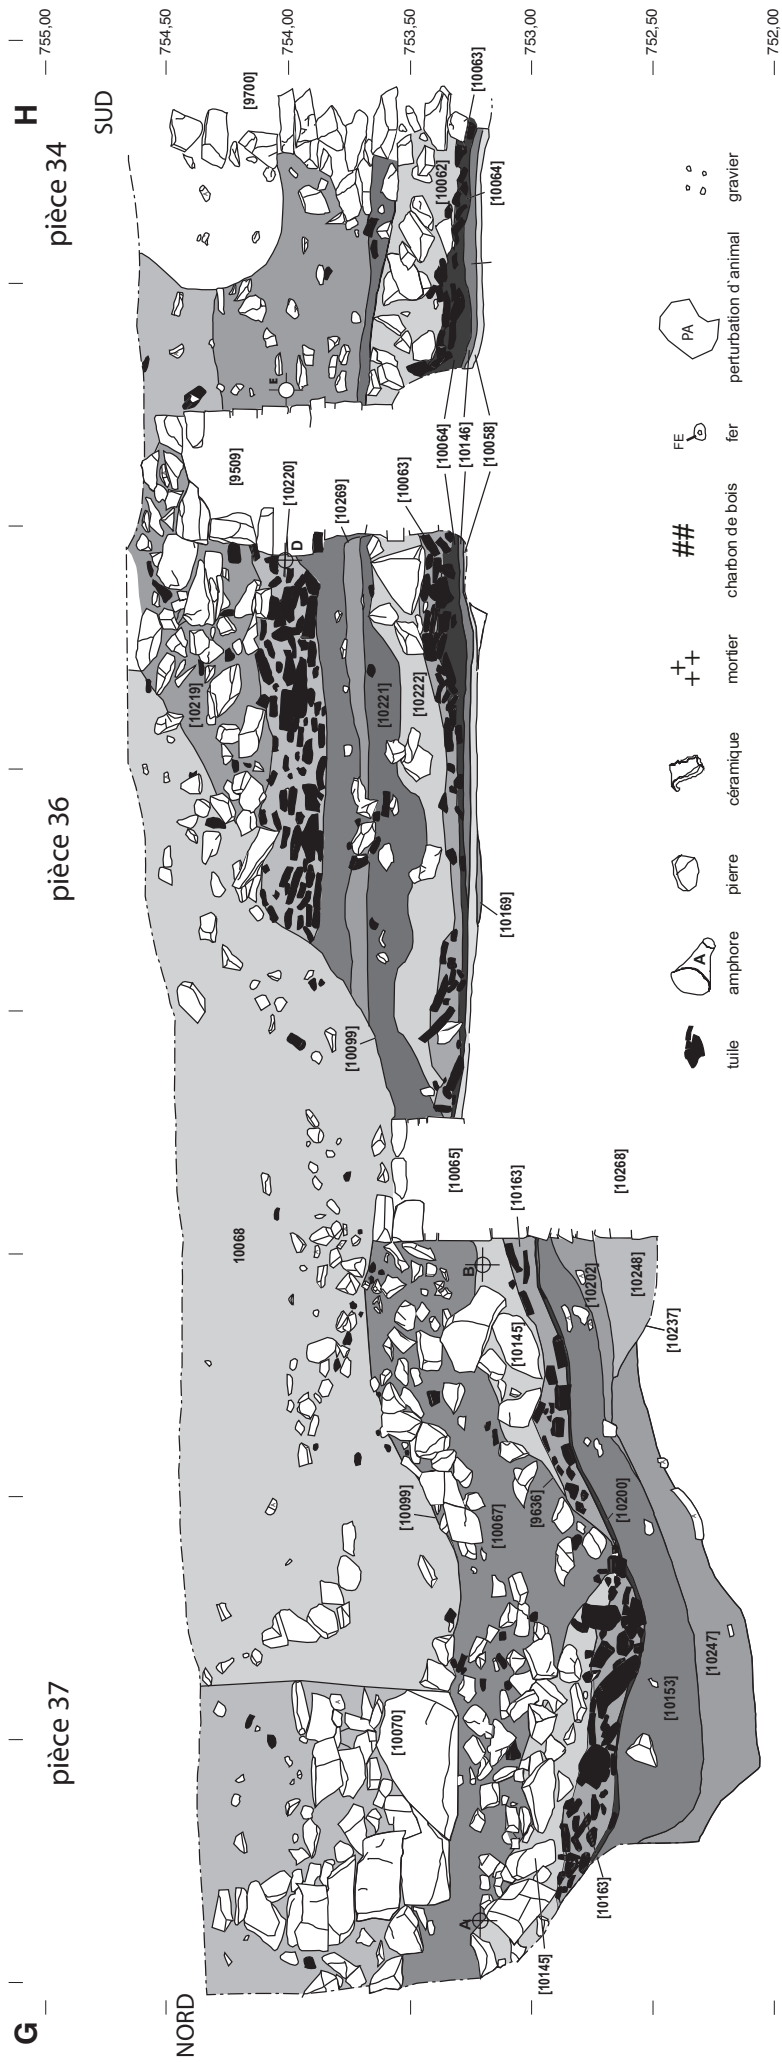 G
H
NORD
SUD
pièce 37
pièce 36
pièce 34
755,00
754,50
754,00
753,50
753,00
752,50
752,00
10068
[10219]
[9509]
[9700]
[10220]
[10269]
[10099]
[10099]
[10070]
[10067]
[9636]
[10145]
[10145]
[10163]
[10163]
[10065]
[10221]
[10222]
[10063]
[10063]
[10062]
[10064]
[10064]
[10146]
[10058]
[10169]
[10153]
[10247]
[10200]
[10202]
[10248]
[10237]
[10268]
A
B
D
E
A
PA
FE
##
tuile
amphore
pierre
céramique
mortier
charbon de bois
fer
perturbation d'animal
gravier